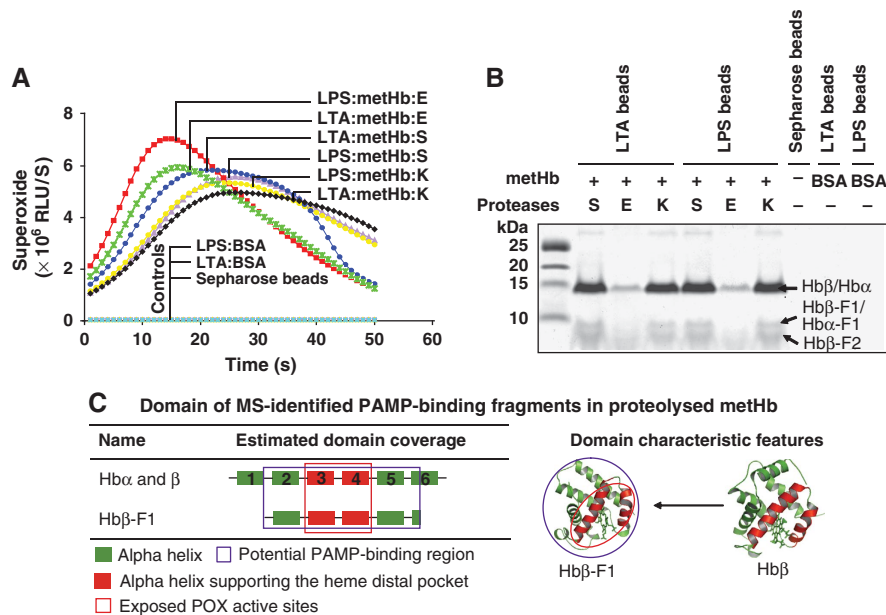 A
Superoxide
(× 10⁶ RLU/S)
8
6
4
2
0
0 10 20 30 40 50 60
Time (s)
LPS:metHb:E
LTA:metHb:E
LTA:metHb:S
LPS:metHb:S
LPS:metHb:K
LTA:metHb:K
Controls
LPS:BSA
LTA:BSA
Sepharose beads
B
LTA beads
LPS beads
Sepharose beads
LTA beads
LPS beads
metHb + + + + + + – BSA BSA
Proteases S E K S E K – – –
kDa
25
20
15
10
Hbβ/Hbα
Hbβ-F1/
Hbα-F1
Hbβ-F2
C Domain of MS-identified PAMP-binding fragments in proteolysed metHb
Name Estimated domain coverage
Hbα and β 1 2 3 4 5 6
Hbβ-F1
Alpha helix Potential PAMP-binding region
Alpha helix supporting the heme distal pocket
Exposed POX active sites
Domain characteristic features
Hbβ-F1 Hbβ